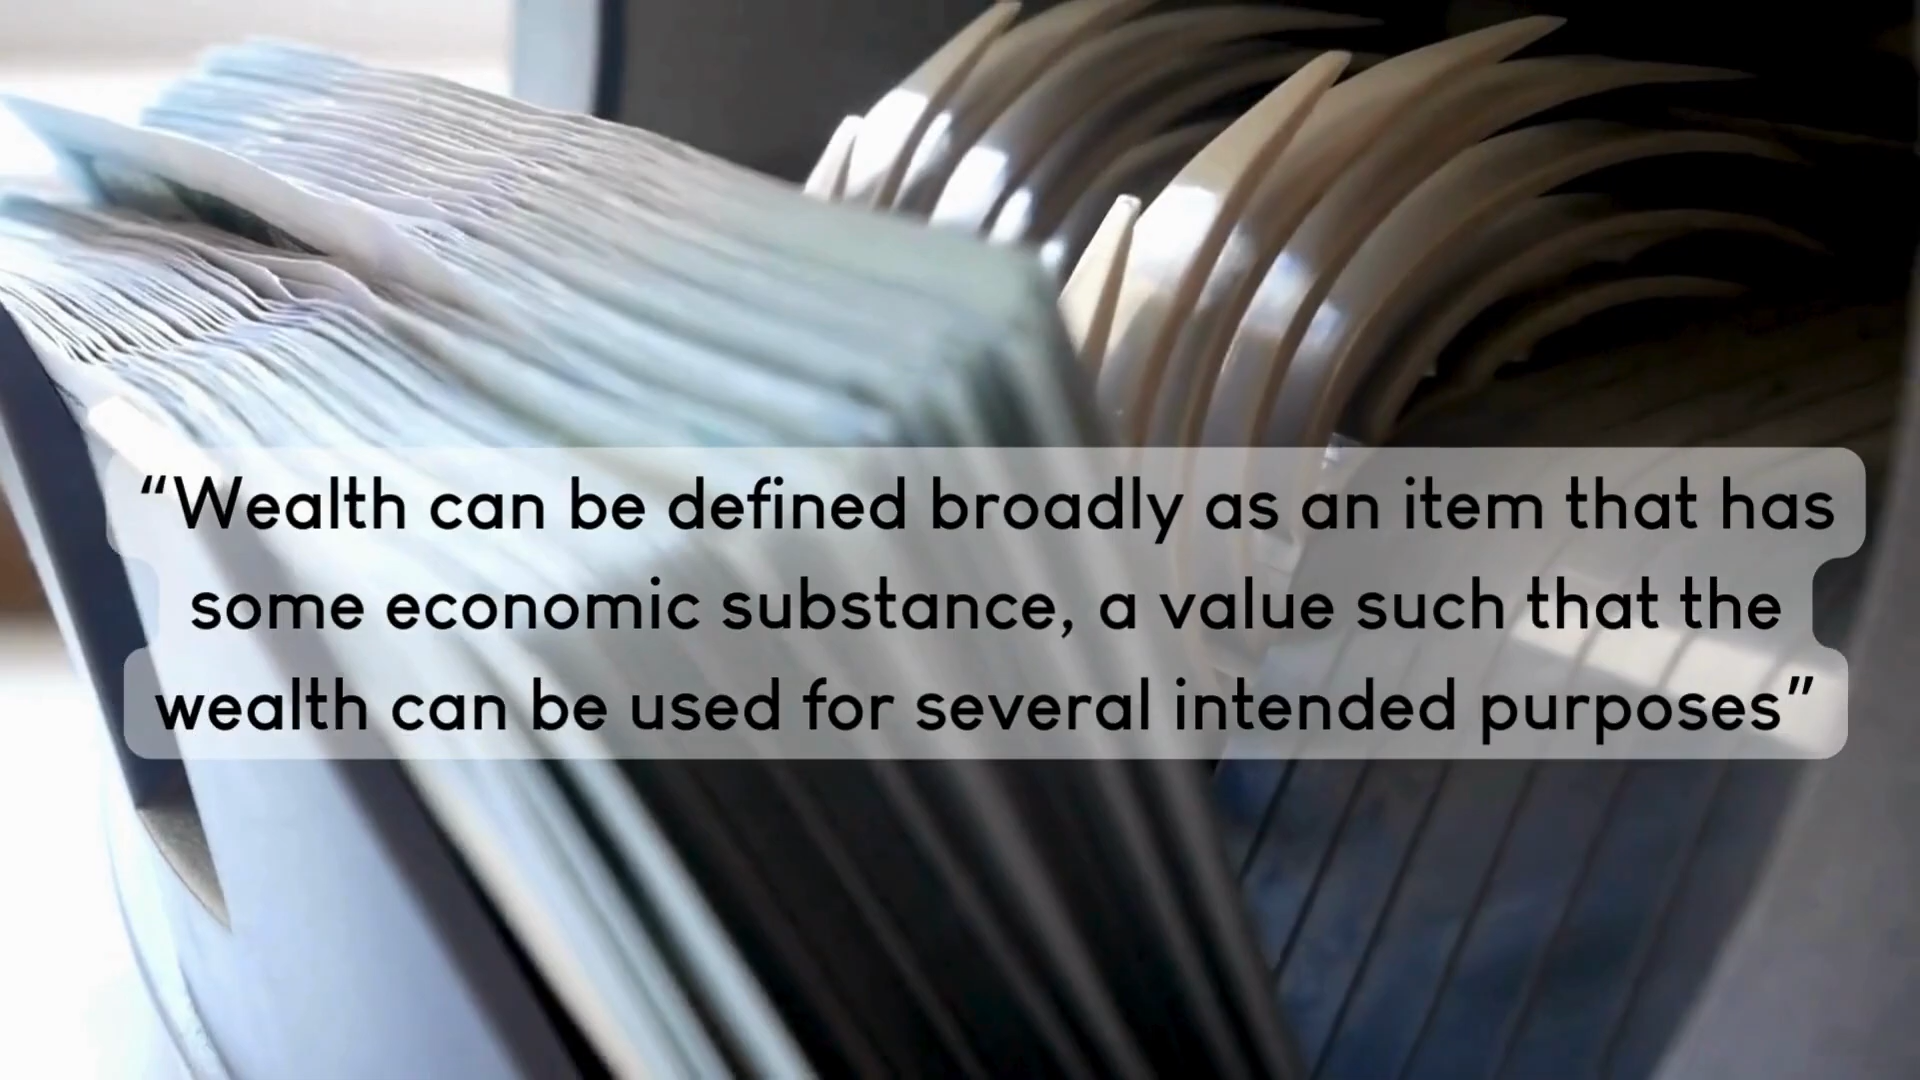 “Wealth can be defined broadly as an item that has
some economic substance, a value such that the
wealth can be used for several intended purposes”